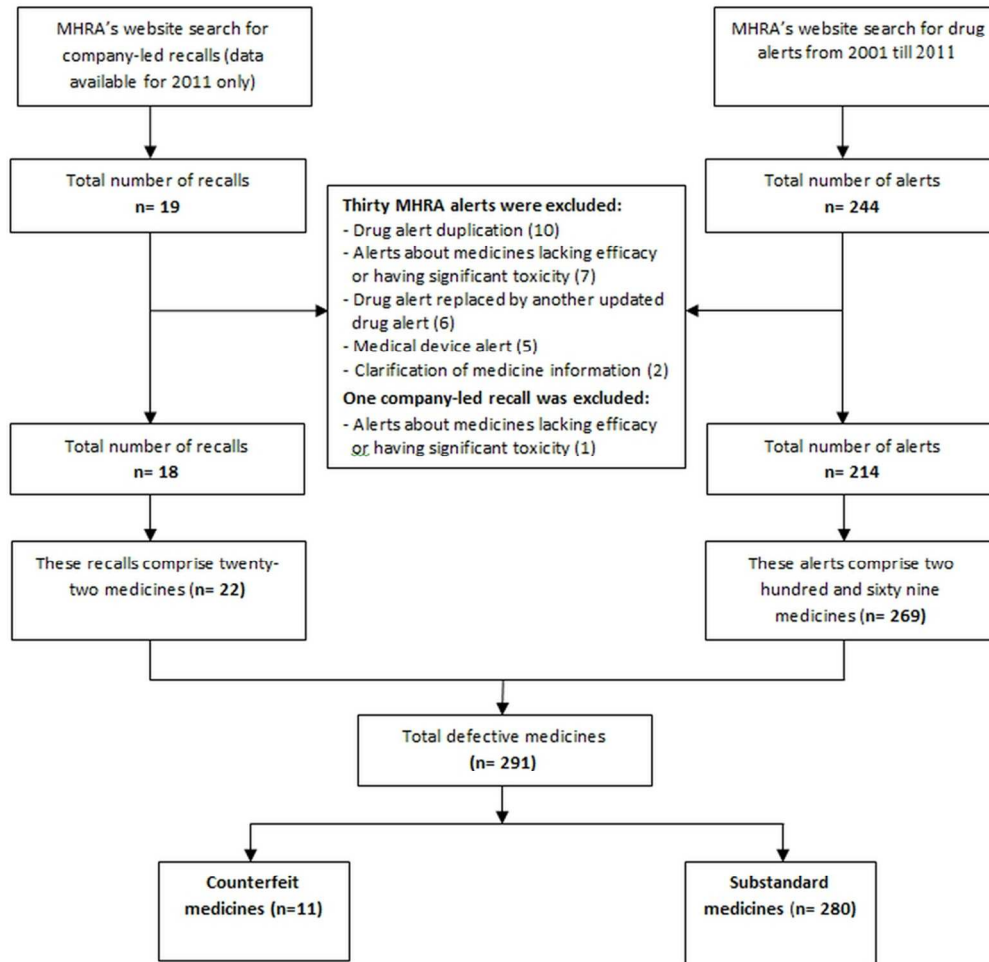 MHRA's website search for
company-led recalls (data
available for 2011 only)
MHRA's website search for drug
alerts from 2001 till 2011
Total number of recalls
n= 19
Total number of alerts
n= 244
Thirty MHRA alerts were excluded:
- Drug alert duplication (10)
- Alerts about medicines lacking efficacy
or having significant toxicity (7)
- Drug alert replaced by another updated
drug alert (6)
- Medical device alert (5)
- Clarification of medicine information (2)
One company-led recall was excluded:
- Alerts about medicines lacking efficacy
or having significant toxicity (1)
Total number of recalls
n= 18
Total number of alerts
n= 214
These recalls comprise twenty-
two medicines (n= 22)
These alerts comprise two
hundred and sixty nine
medicines (n= 269)
Total defective medicines
(n= 291)
Counterfeit
medicines (n=11)
Substandard
medicines (n= 280)